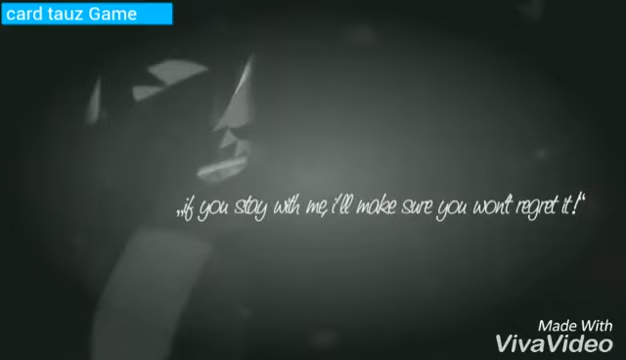 card tauz Game
„if you stay with me, i'll make sure you won't regret it!“
Made With
VivaVideo